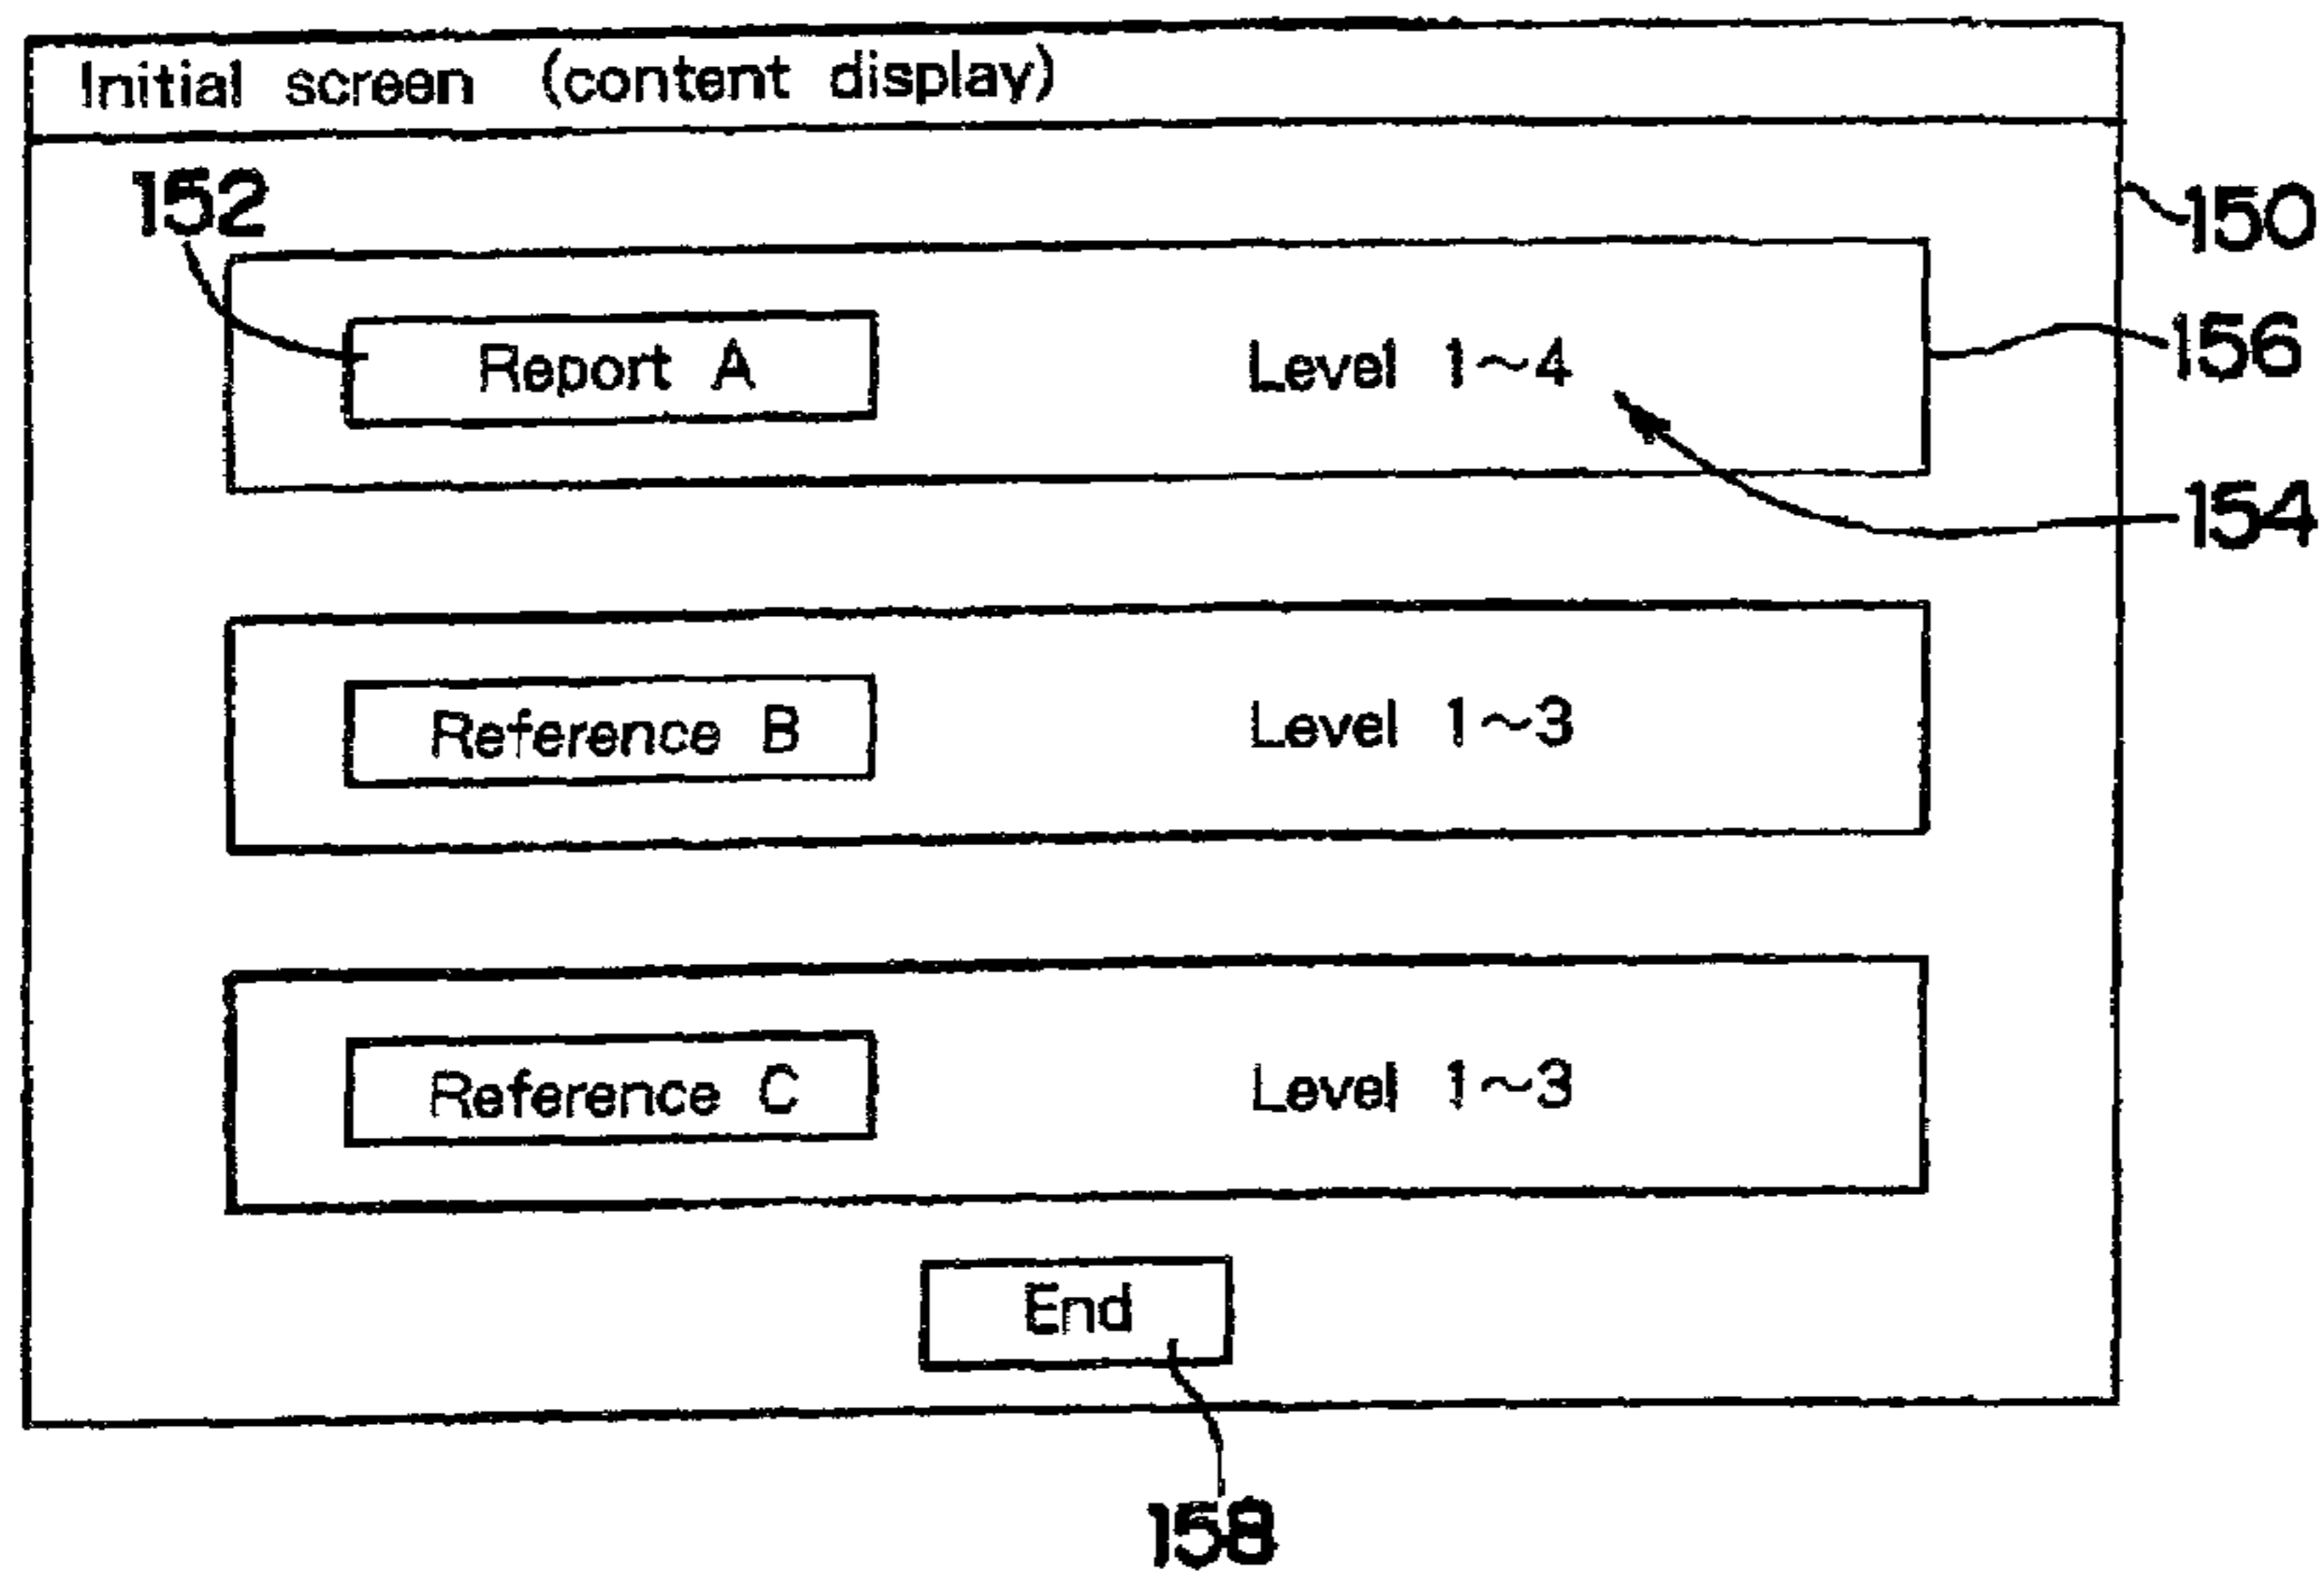 Initial screen (content display)
152
150
Report A Level 1~4
156
154
Reference B Level 1~3
Reference C Level 1~3
End
158